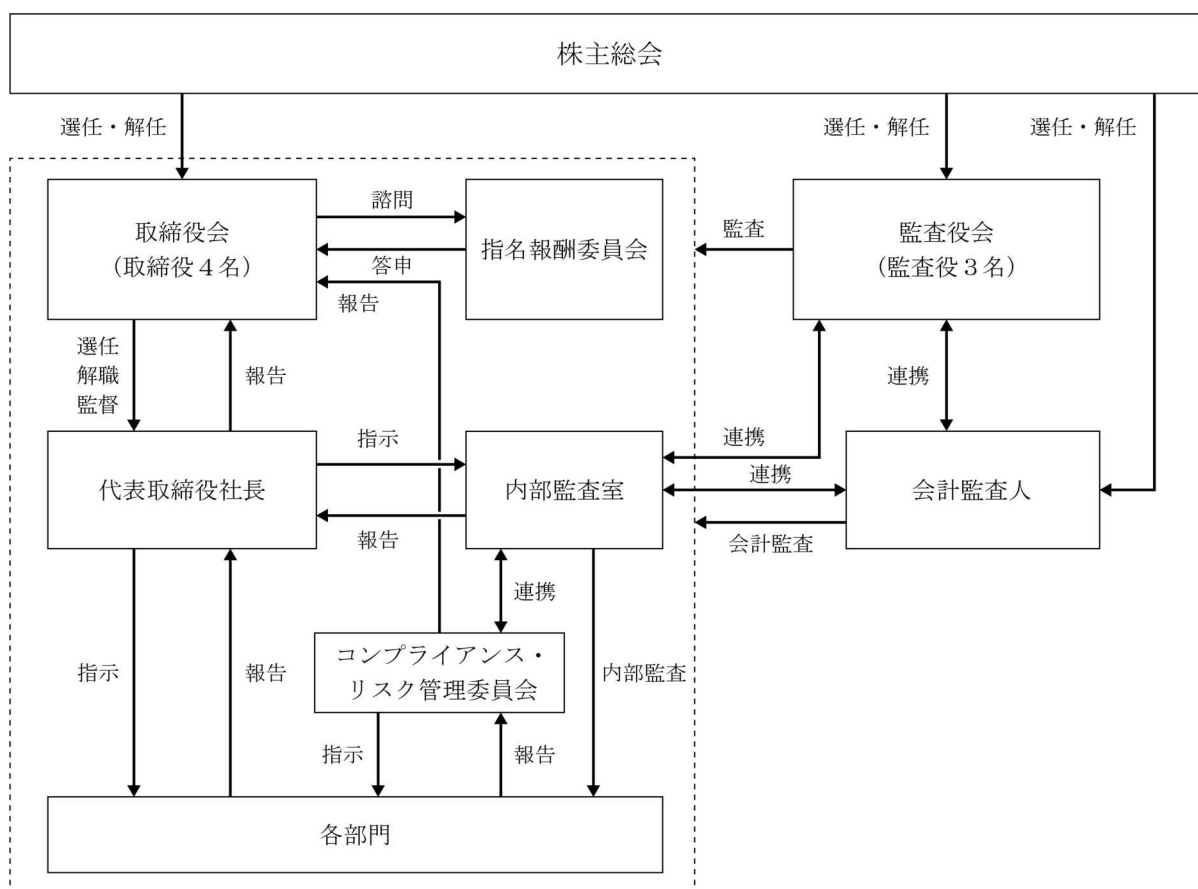 株主総会
選任・解任
選任・解任
選任・解任
取締役会
（取締役４名）
諮問
答申
報告
指名報酬委員会
監査
監査役会
（監査役３名）
選任
解職
監督
報告
連携
代表取締役社長
指示
報告
内部監査室
連携
連携
会計監査
会計監査人
連携
コンプライアンス・
リスク管理委員会
指示
報告
指示
報告
内部監査
各部門